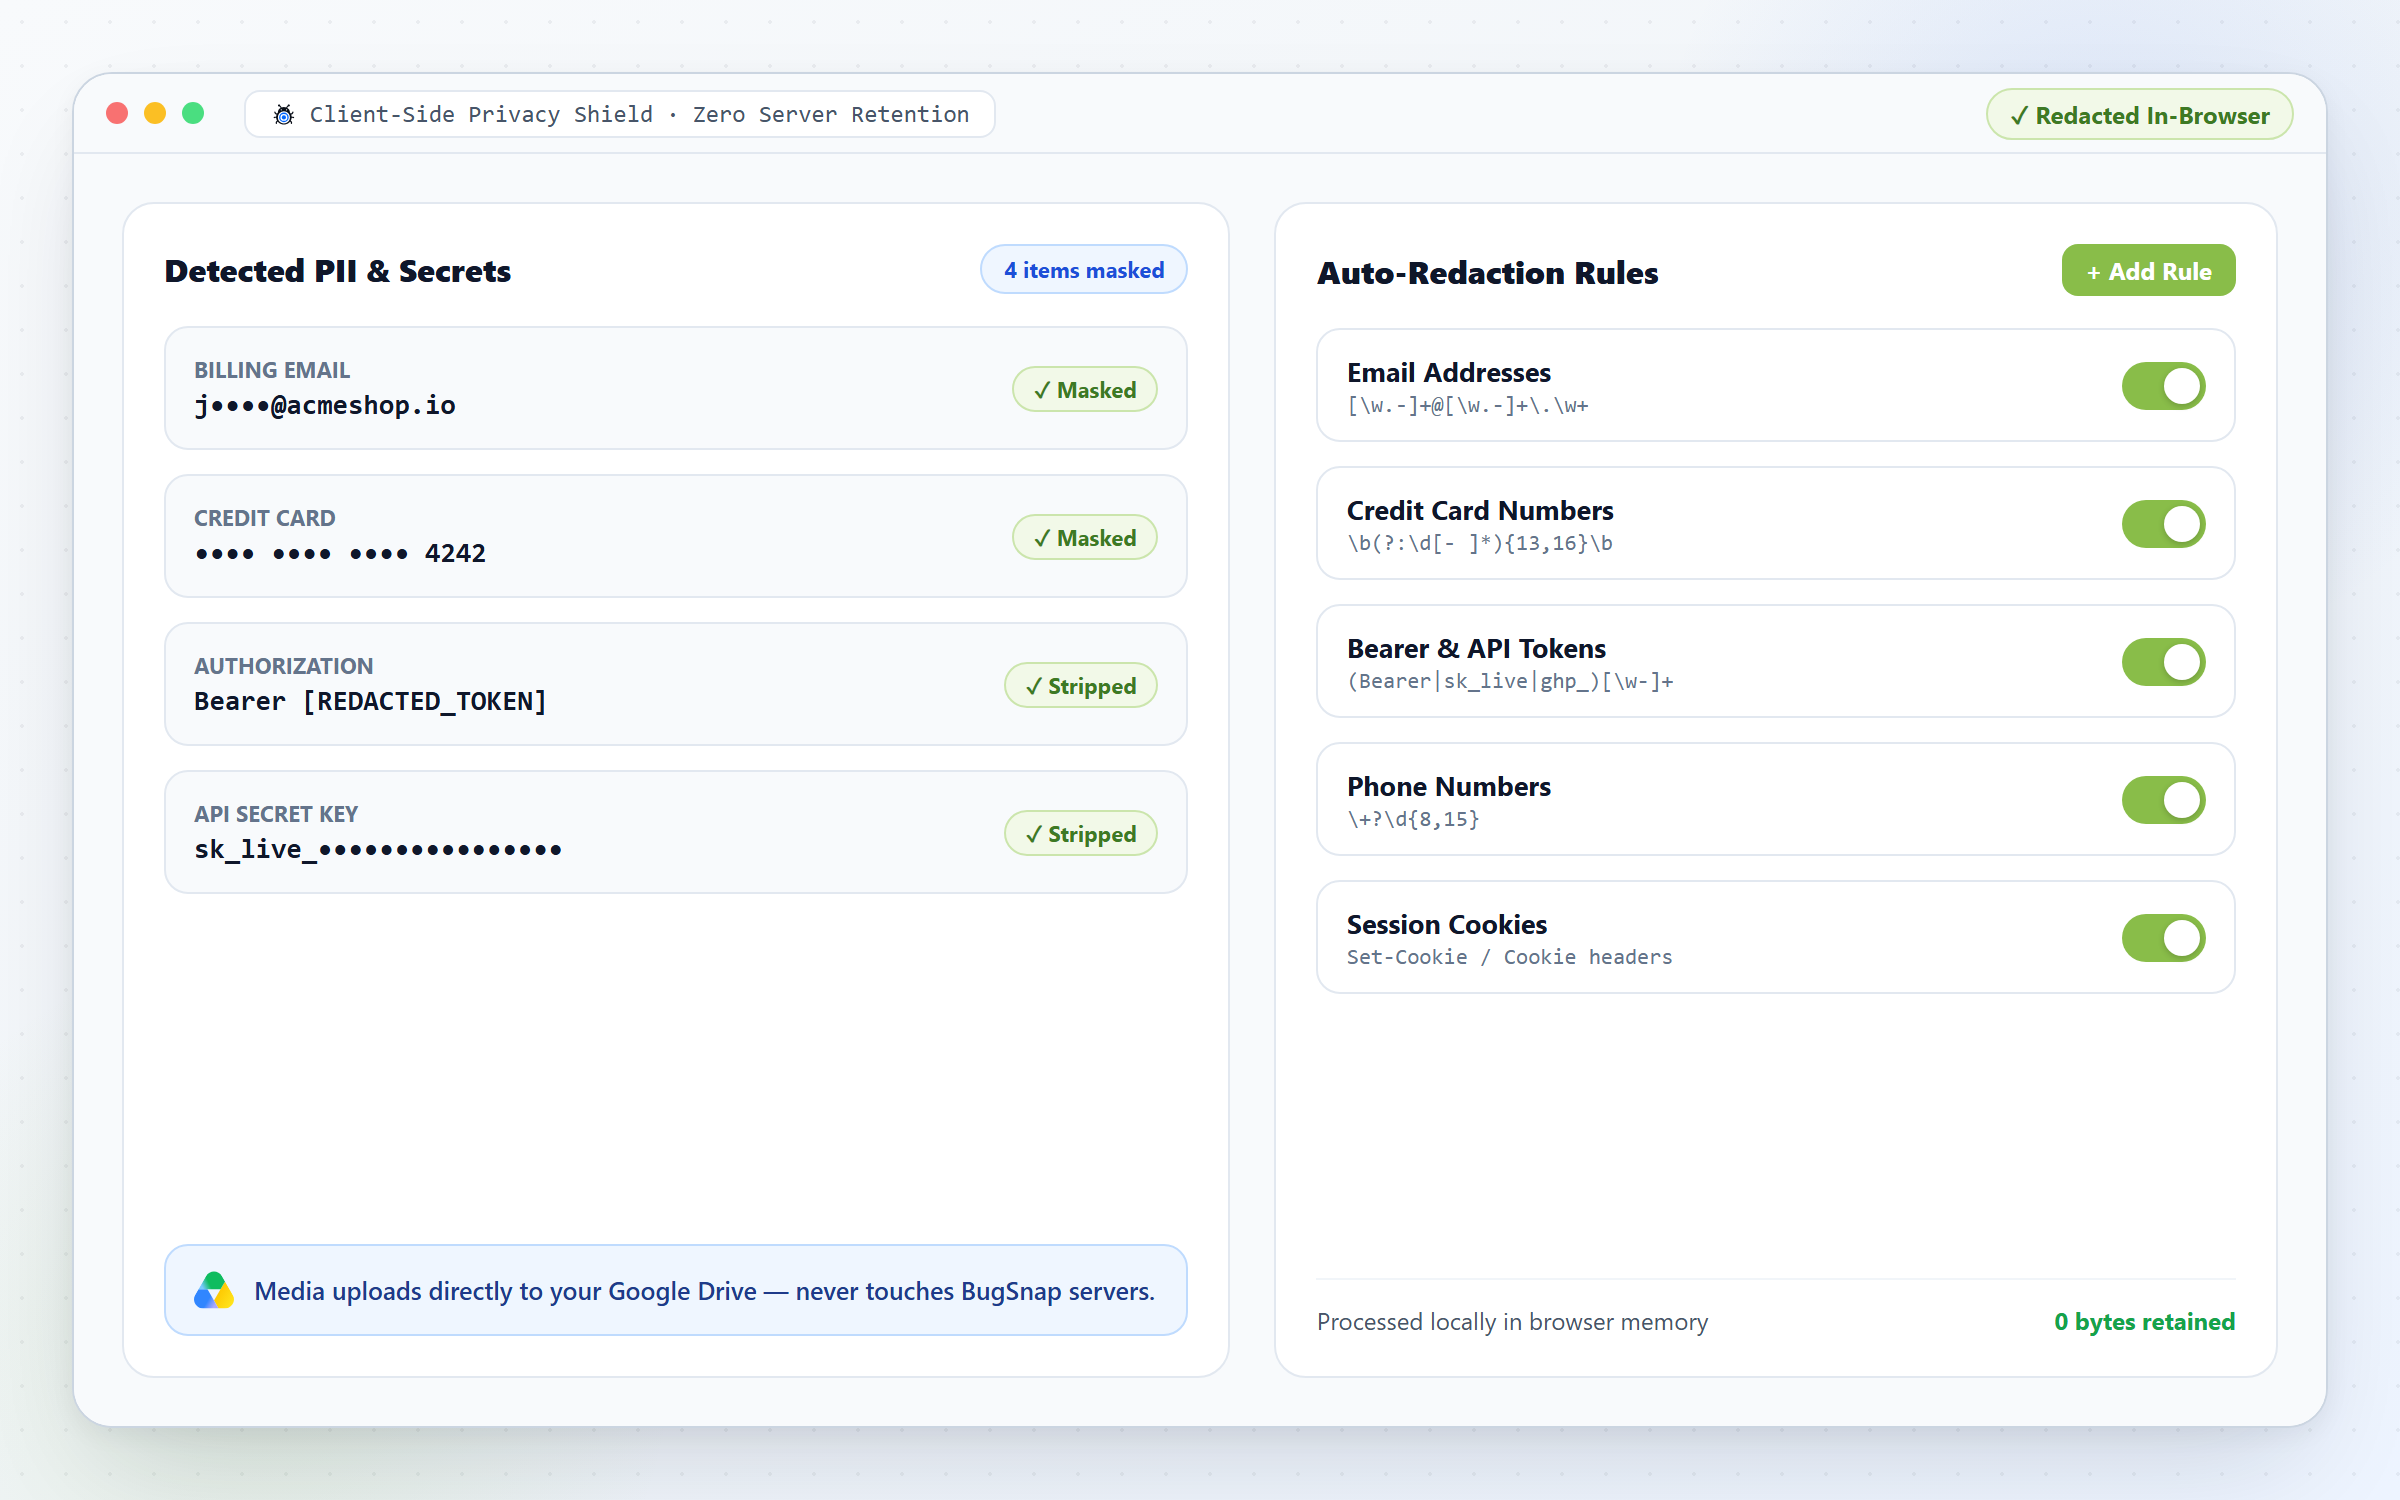 Client-Side Privacy Shield · Zero Server Retention
✓ Redacted In-Browser
Detected PII & Secrets
4 items masked
BILLING EMAIL
j••••@acmeshop.io
✓ Masked
CREDIT CARD
•••• •••• •••• 4242
✓ Masked
AUTHORIZATION
Bearer [REDACTED_TOKEN]
✓ Stripped
API SECRET KEY
sk_live_••••••••••••••••
✓ Stripped
Media uploads directly to your Google Drive — never touches BugSnap servers.
Auto-Redaction Rules
+ Add Rule
Email Addresses
[\w.-]+@[\w.-]+\.\w+
Credit Card Numbers
\b(?:\d[- ]*){13,16}\b
Bearer & API Tokens
(Bearer|sk_live|ghp_)[\w-]+
Phone Numbers
\+?\d{8,15}
Session Cookies
Set-Cookie / Cookie headers
Processed locally in browser memory
0 bytes retained